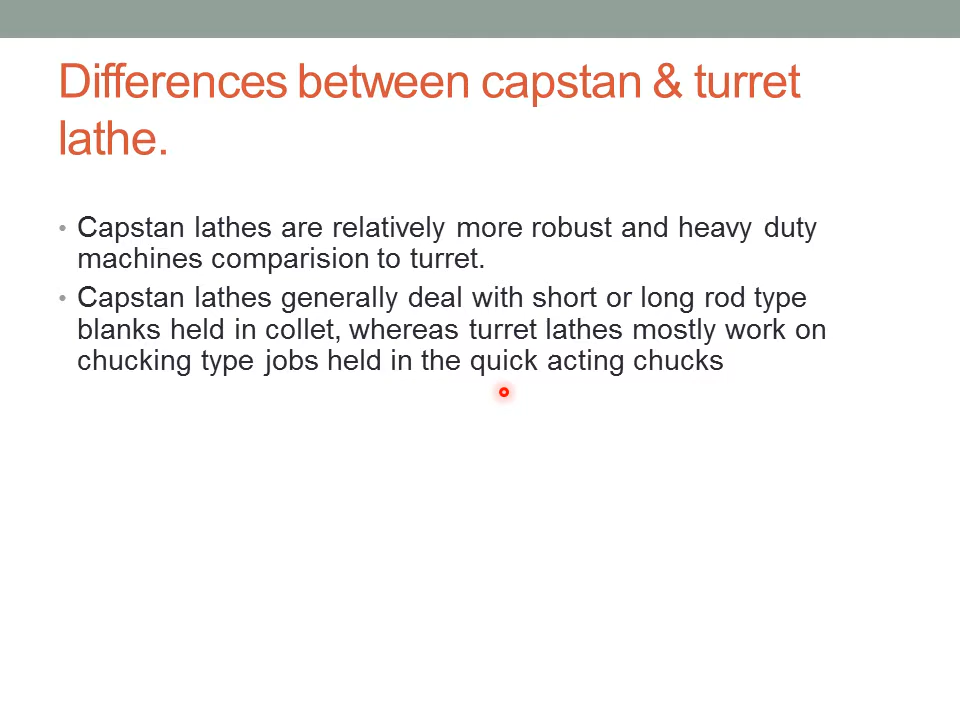 Differences between capstan & turret
lathe.
• Capstan lathes are relatively more robust and heavy duty
machines comparision to turret.
• Capstan lathes generally deal with short or long rod type
blanks held in collet, whereas turret lathes mostly work on
chucking type jobs held in the quick acting chucks